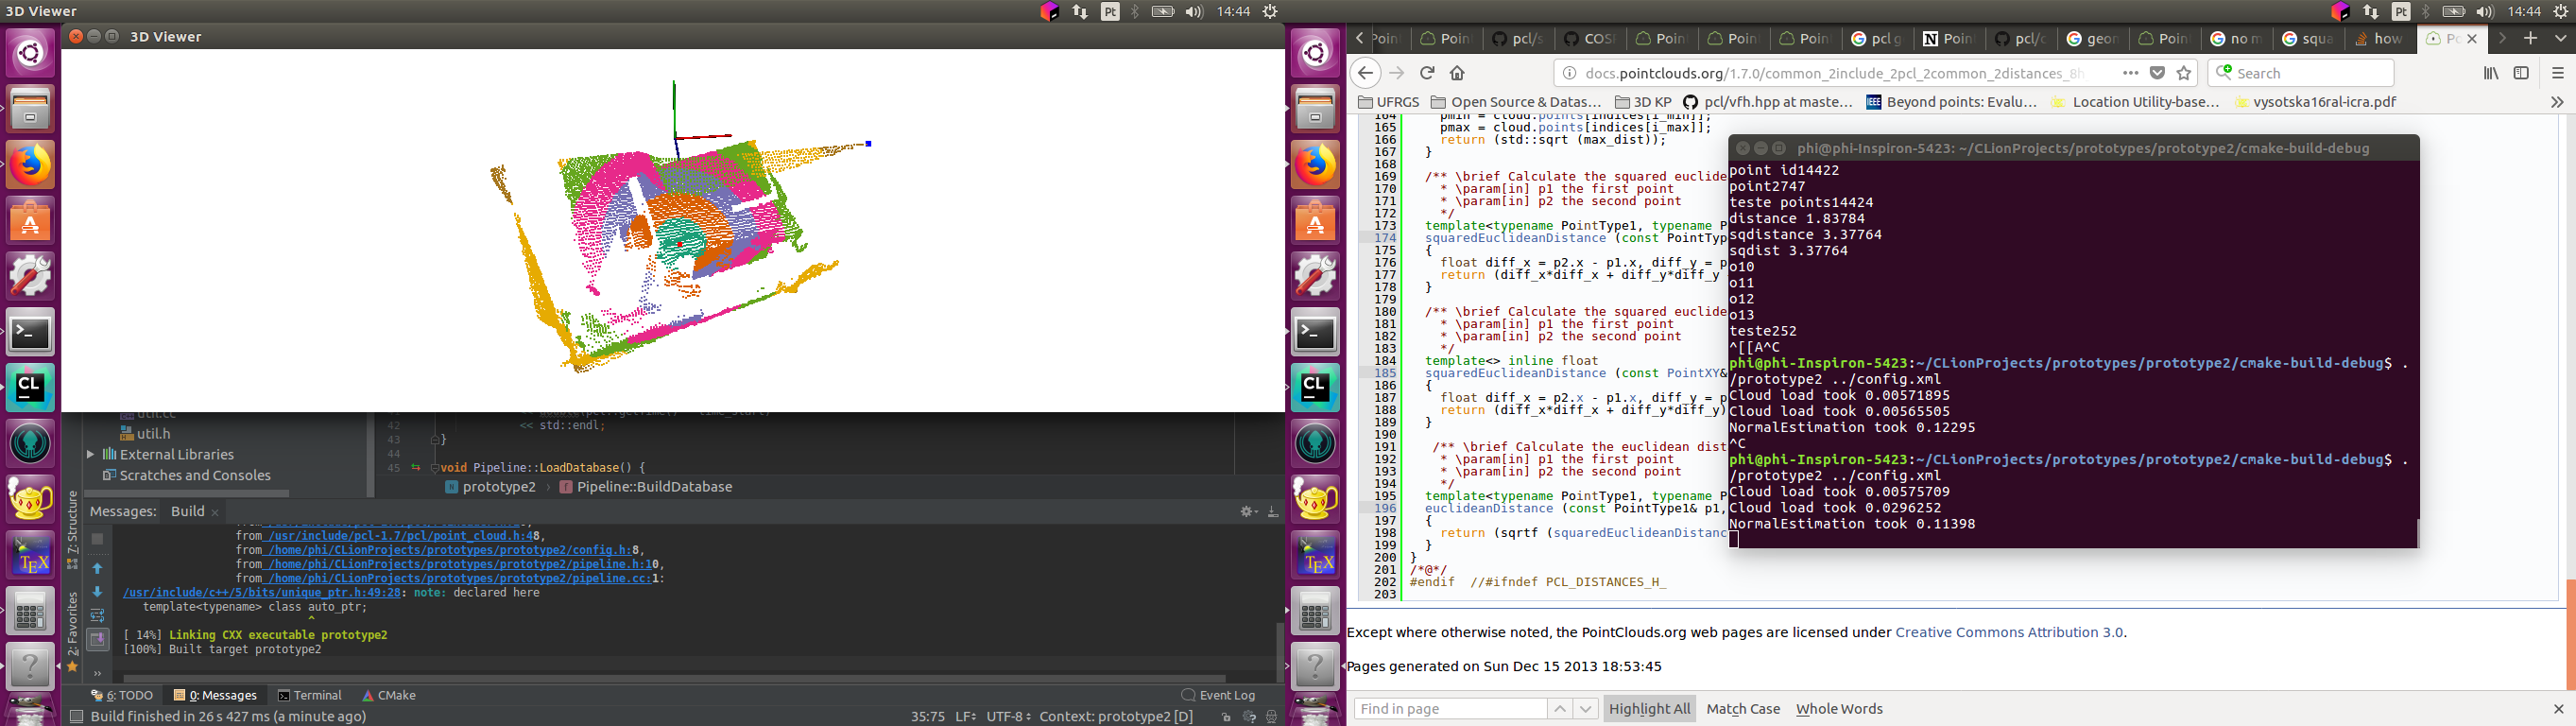 3D Viewer
Pt
14:44
3D Viewer
util.cc
util.h
External Libraries
Scratches and Consoles
42
43
44
45
<< std::endl;
}
void Pipeline::LoadDatabase() {
prototype2 › Pipeline::BuildDatabase
7: Structure
2: Favorites
Messages: Build ×
from /usr/include/pcl-1.7/pcl/point_cloud.h:48,
from /home/phi/CLionProjects/prototypes/prototype2/config.h:8,
from /home/phi/CLionProjects/prototypes/prototype2/pipeline.h:10,
from /home/phi/CLionProjects/prototypes/prototype2/pipeline.cc:1:
/usr/include/c++/5/bits/unique_ptr.h:49:28: note: declared here
template<typename> class auto_ptr;
^
[ 14%] Linking CXX executable prototype2
[100%] Built target prototype2
6: TODO 0: Messages Terminal CMake Event Log
Build finished in 26 s 427 ms (a minute ago) 35:75 LF UTF-8 Context: prototype2 [D]
Pt
14:44
Poin pcl/s COS Poin Poin Poin pcl g Poin pcl/c geon Poin no m squa how Po
docs.pointclouds.org/1.7.0/common_2include_2pcl_2common_2distances_8h
Search
UFRGS Open Source & Datas... 3D KP pcl/vfh.hpp at maste... Beyond points: Evalu... Location Utility-base... vysotska16ral-icra.pdf
164 pmin = cloud.points[indices[i_min]];
165 pmax = cloud.points[indices[i_max]];
166 return (std::sqrt (max_dist));
167 }
168
169 /** \brief Calculate the squared euclide
170 * \param[in] p1 the first point
171 * \param[in] p2 the second point
172 */
173 template<typename PointType1, typename P
174 squaredEuclideanDistance (const PointTyp
175 {
176 float diff_x = p2.x - p1.x, diff_y = p
177 return (diff_x*diff_x + diff_y*diff_y
178 }
179
180 /** \brief Calculate the squared euclide
181 * \param[in] p1 the first point
182 * \param[in] p2 the second point
183 */
184 template<> inline float
185 squaredEuclideanDistance (const PointXY&
186 {
187 float diff_x = p2.x - p1.x, diff_y = p
188 return (diff_x*diff_x + diff_y*diff_y)
189 }
190
191 /** \brief Calculate the euclidean dist
192 * \param[in] p1 the first point
193 * \param[in] p2 the second point
194 */
195 template<typename PointType1, typename P
196 euclideanDistance (const PointType1& p1,
197 {
198 return (sqrtf (squaredEuclideanDistanc
199 }
200 }
201 /*@*/
202 #endif //#ifndef PCL_DISTANCES_H_
203
phi@phi-Inspiron-5423: ~/CLionProjects/prototypes/prototype2/cmake-build-debug
point id14422
point2747
teste points14424
distance 1.83784
sqdistance 3.37764
sqdist 3.37764
o10
o11
o12
o13
teste252
^[[A^C
phi@phi-Inspiron-5423:~/CLionProjects/prototypes/prototype2/cmake-build-debug$ .
/prototype2 ../config.xml
Cloud load took 0.00571895
Cloud load took 0.00565505
NormalEstimation took 0.12295
^C
phi@phi-Inspiron-5423:~/CLionProjects/prototypes/prototype2/cmake-build-debug$ .
/prototype2 ../config.xml
Cloud load took 0.00575709
Cloud load took 0.0296252
NormalEstimation took 0.11398
Except where otherwise noted, the PointClouds.org web pages are licensed under Creative Commons Attribution 3.0.
Pages generated on Sun Dec 15 2013 18:53:45
Find in page Highlight All Match Case Whole Words